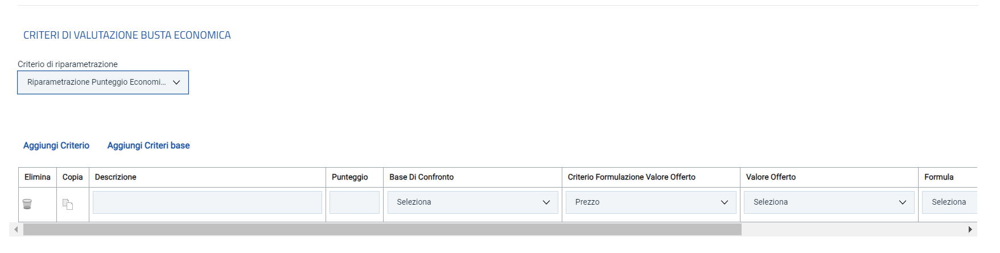 CRITERI DI VALUTAZIONE BUSTA ECONOMICA
Criterio di riparametrazione
Riparametrazione Punteggio Economi...
Aggiungi Criterio Aggiungi Criteri base
Elimina Copia Descrizione Punteggio Base Di Confronto Criterio Formulazione Valore Offerto Valore Offerto Formula
Seleziona Prezzo Seleziona Seleziona